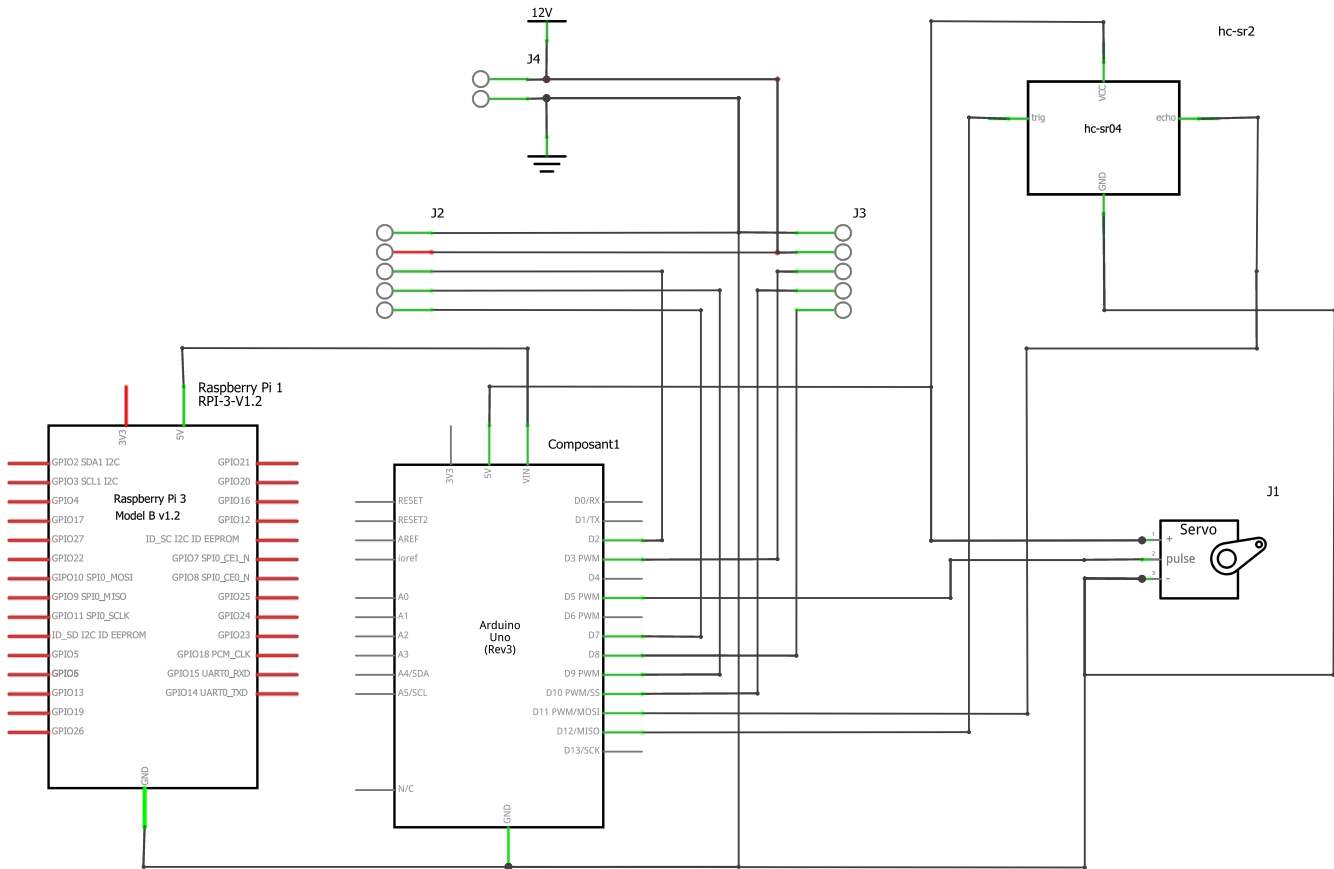 12V
hc-sr2
J4
VCC
trig
echo
hc-sr04
GND
J2
J3
Raspberry Pi 1
RPI-3-V1.2
3V3
5V
GPIO2 SDA1 I2C
GPIO3 SCL1 I2C
GPIO4
GPIO17
GPIO27
GPIO22
GIPO10 SPI0_MOSI
GPIO9 SPI0_MISO
GPIO11 SPI0_SCLK
ID_SD I2C ID EEPROM
GPIO5
GPIO6
GPIO13
GPIO19
GPIO26
Raspberry Pi 3
Model B v1.2
GPIO21
GPIO20
GPIO16
GPIO12
ID_SC I2C ID EEPROM
GPIO7 SPI0_CE1_N
GPIO8 SPI0_CE0_N
GPIO25
GPIO24
GPIO23
GPIO18 PCM_CLK
GPIO15 UART0_RXD
GPIO14 UART0_TXD
GND
Composant1
3V3
5V
VIN
RESET
RESET2
AREF
ioref
A0
A1
A2
A3
A4/SDA
A5/SCL
N/C
Arduino
Uno
(Rev3)
D0/RX
D1/TX
D2
D3 PWM
D4
D5 PWM
D6 PWM
D7
D8
D9 PWM
D10 PWM/SS
D11 PWM/MOSI
D12/MISO
D13/SCK
GND
J1
Servo
1
+
2
pulse
3
-